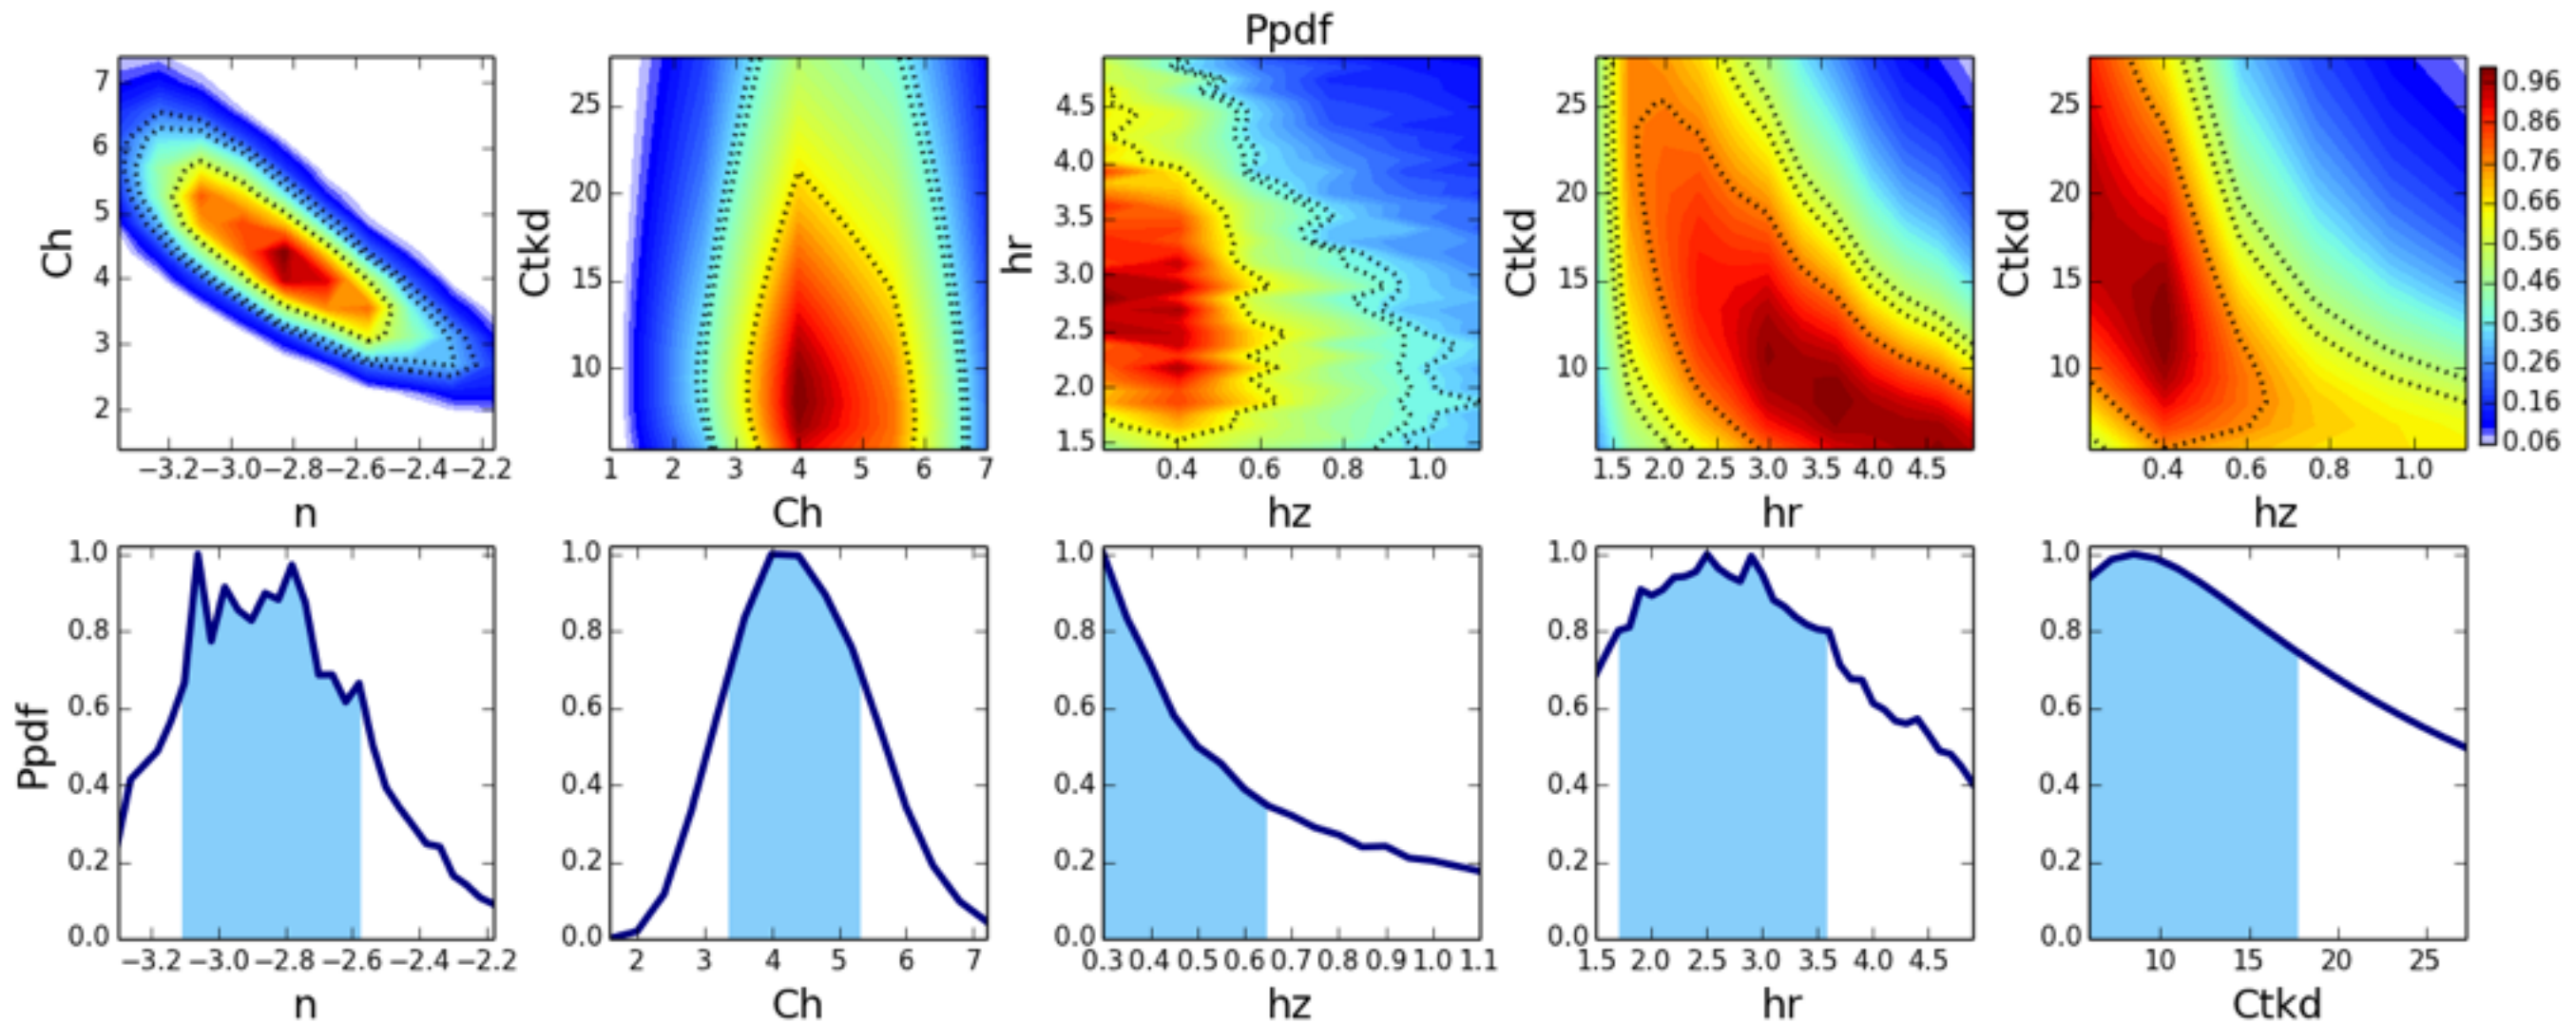 Ppdf
7
6
5
4
3
2
Ch
−3.2 −3.0 −2.8 −2.6 −2.4 −2.2
n
25
20
15
10
Ctkd
1 2 3 4 5 6 7
Ch
4.5
4.0
3.5
3.0
2.5
2.0
1.5
hr
0.4 0.6 0.8 1.0
hz
25
20
15
10
Ctkd
1.5 2.0 2.5 3.0 3.5 4.0 4.5
hr
25
20
15
10
Ctkd
0.4 0.6 0.8 1.0
hz
0.96
0.86
0.76
0.66
0.56
0.46
0.36
0.26
0.16
0.06
1.0
0.8
0.6
0.4
0.2
0.0
Ppdf
−3.2 −3.0 −2.8 −2.6 −2.4 −2.2
n
1.0
0.8
0.6
0.4
0.2
0.0
2 3 4 5 6 7
Ch
1.0
0.8
0.6
0.4
0.2
0.0
0.3 0.4 0.5 0.6 0.7 0.8 0.9 1.0 1.1
hz
1.0
0.8
0.6
0.4
0.2
0.0
1.5 2.0 2.5 3.0 3.5 4.0 4.5
hr
1.0
0.8
0.6
0.4
0.2
0.0
10 15 20 25
Ctkd